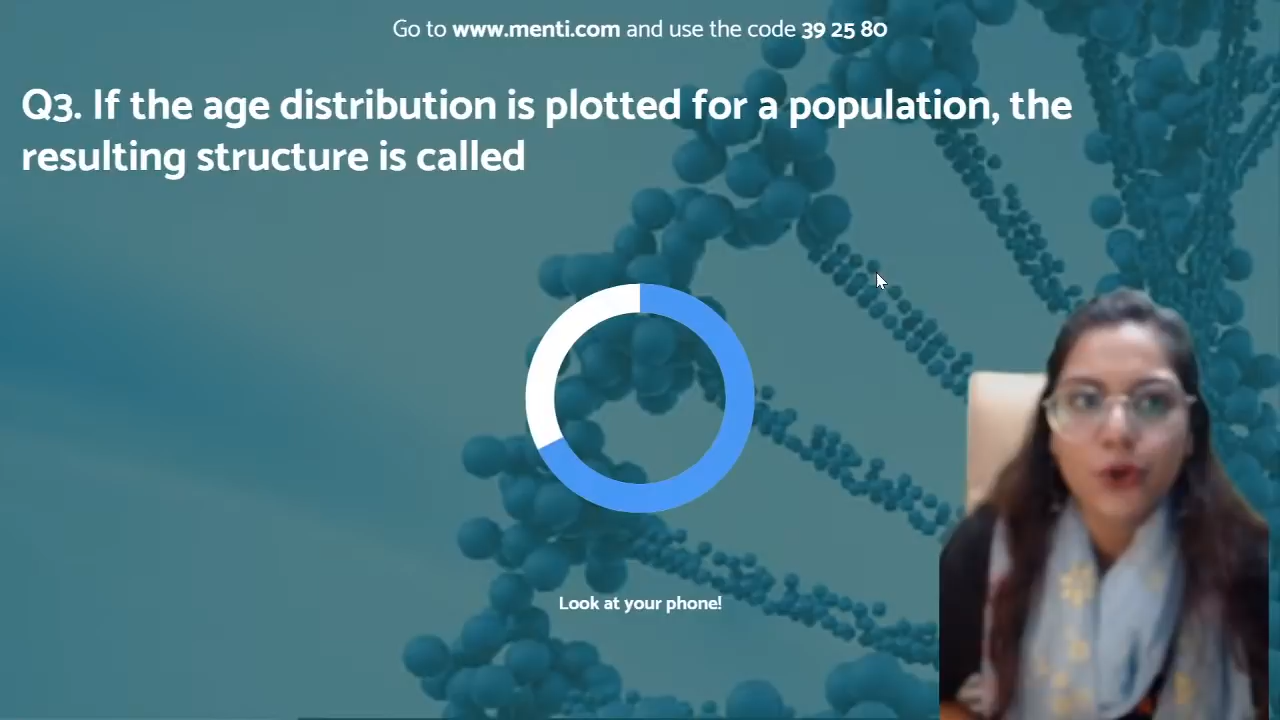 Go to www.menti.com and use the code 39 25 80
Q3. If the age distribution is plotted for a population, the
resulting structure is called
Look at your phone!